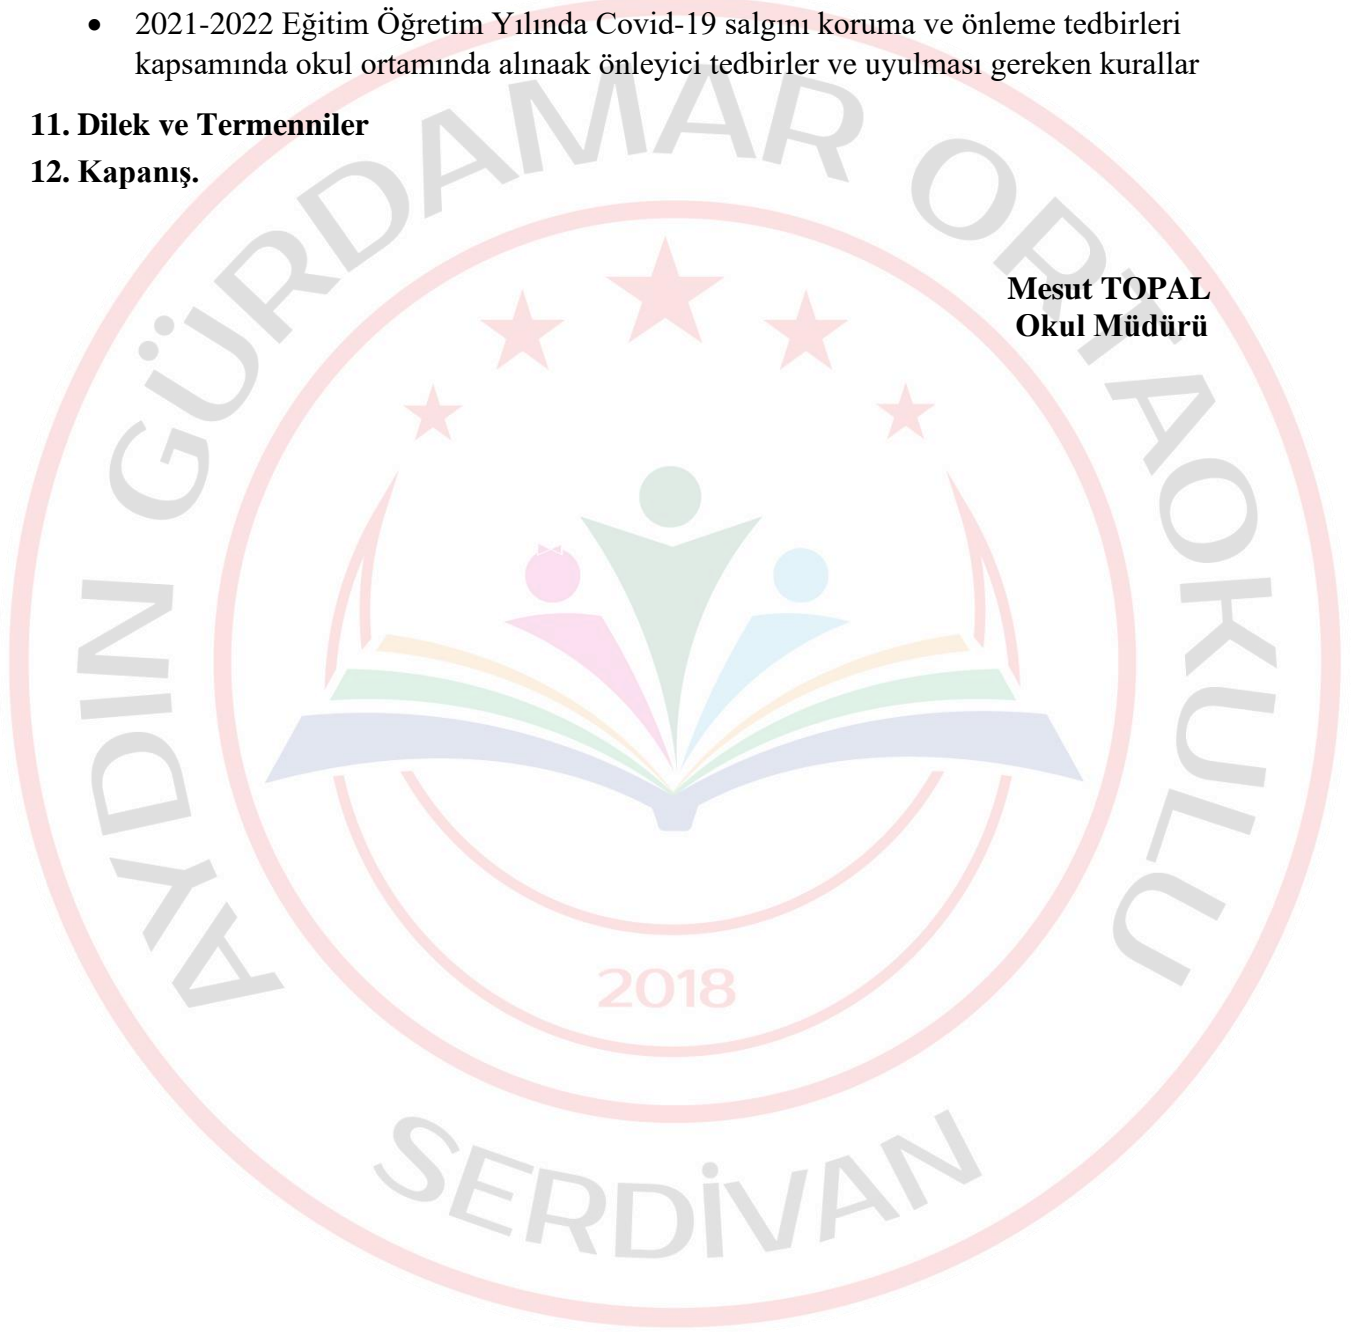 • 2021-2022 Eğitim Öğretim Yılında Covid-19 salgını koruma ve önleme tedbirleri
kapsamında okul ortamında alınaak önleyici tedbirler ve uyulması gereken kurallar
11. Dilek ve Termenniler
12. Kapanış.
Mesut TOPAL
Okul Müdürü
AYDIN GÜRDAMAR ORTAOKULU
2018
SERDİVAN